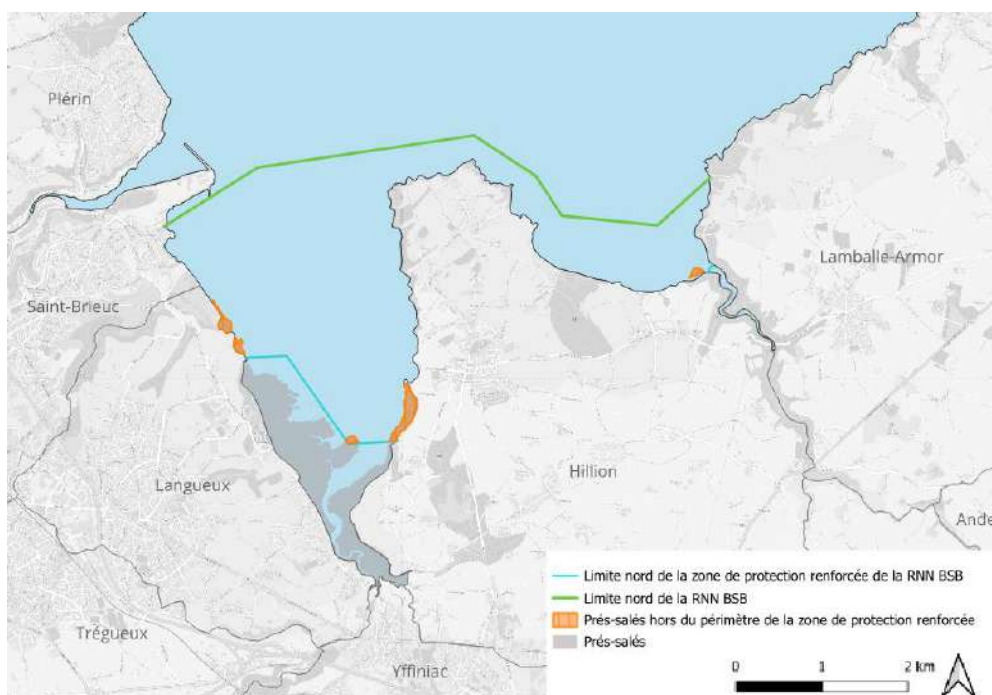 Plérin
Lamballe-Armor
Saint-Brieuc
Langueux
Hillion
Ande
Trégueux
Yffiniac
Limite nord de la zone de protection renforcée de la RNN BSB
Limite nord de la RNN BSB
Prés-salés hors du périmètre de la zone de protection renforcée
Prés-salés
0 1 2 km